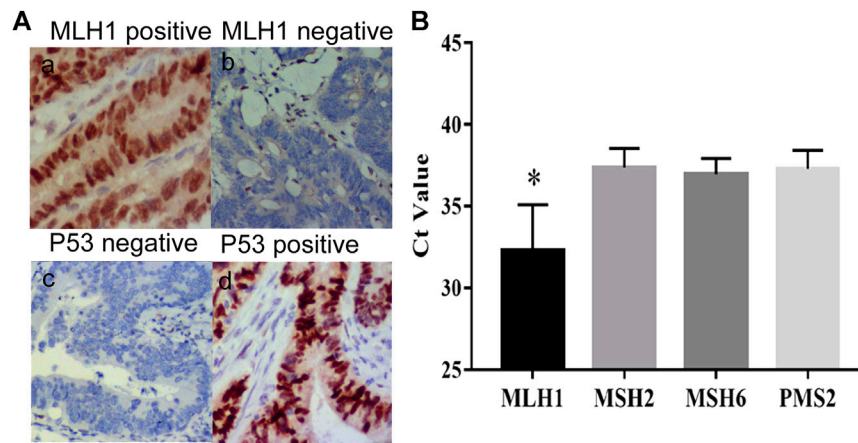 A
MLH1 positive MLH1 negative
a b
P53 negative P53 positive
c d
B
Ct Value
45
40
35
30
25
*
MLH1 MSH2 MSH6 PMS2